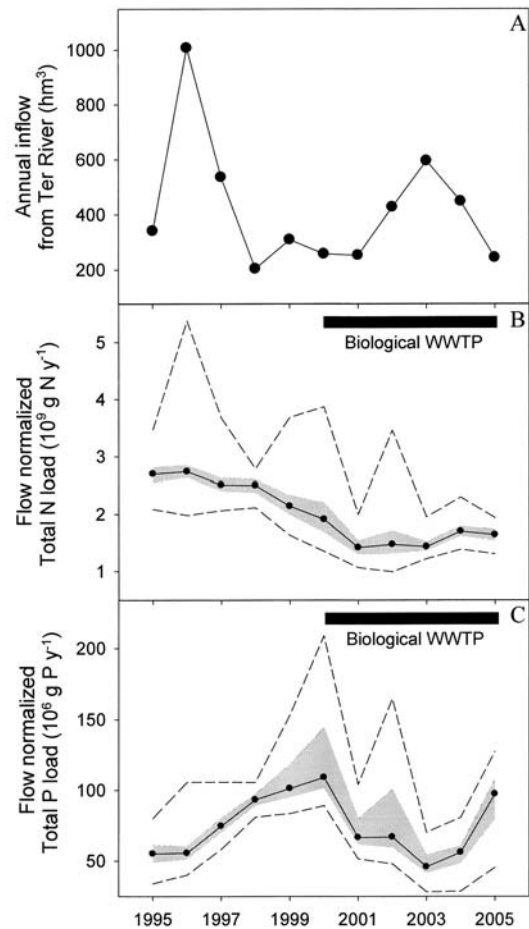 A
Annual inflow
from Ter River (hm³)
1000
800
600
400
200
B
Biological WWTP
Flow normalized
Total N load (10⁹ g N y⁻¹)
5
4
3
2
1
C
Biological WWTP
Flow normalized
Total P load (10⁶ g P y⁻¹)
200
150
100
50
1995 1997 1999 2001 2003 2005